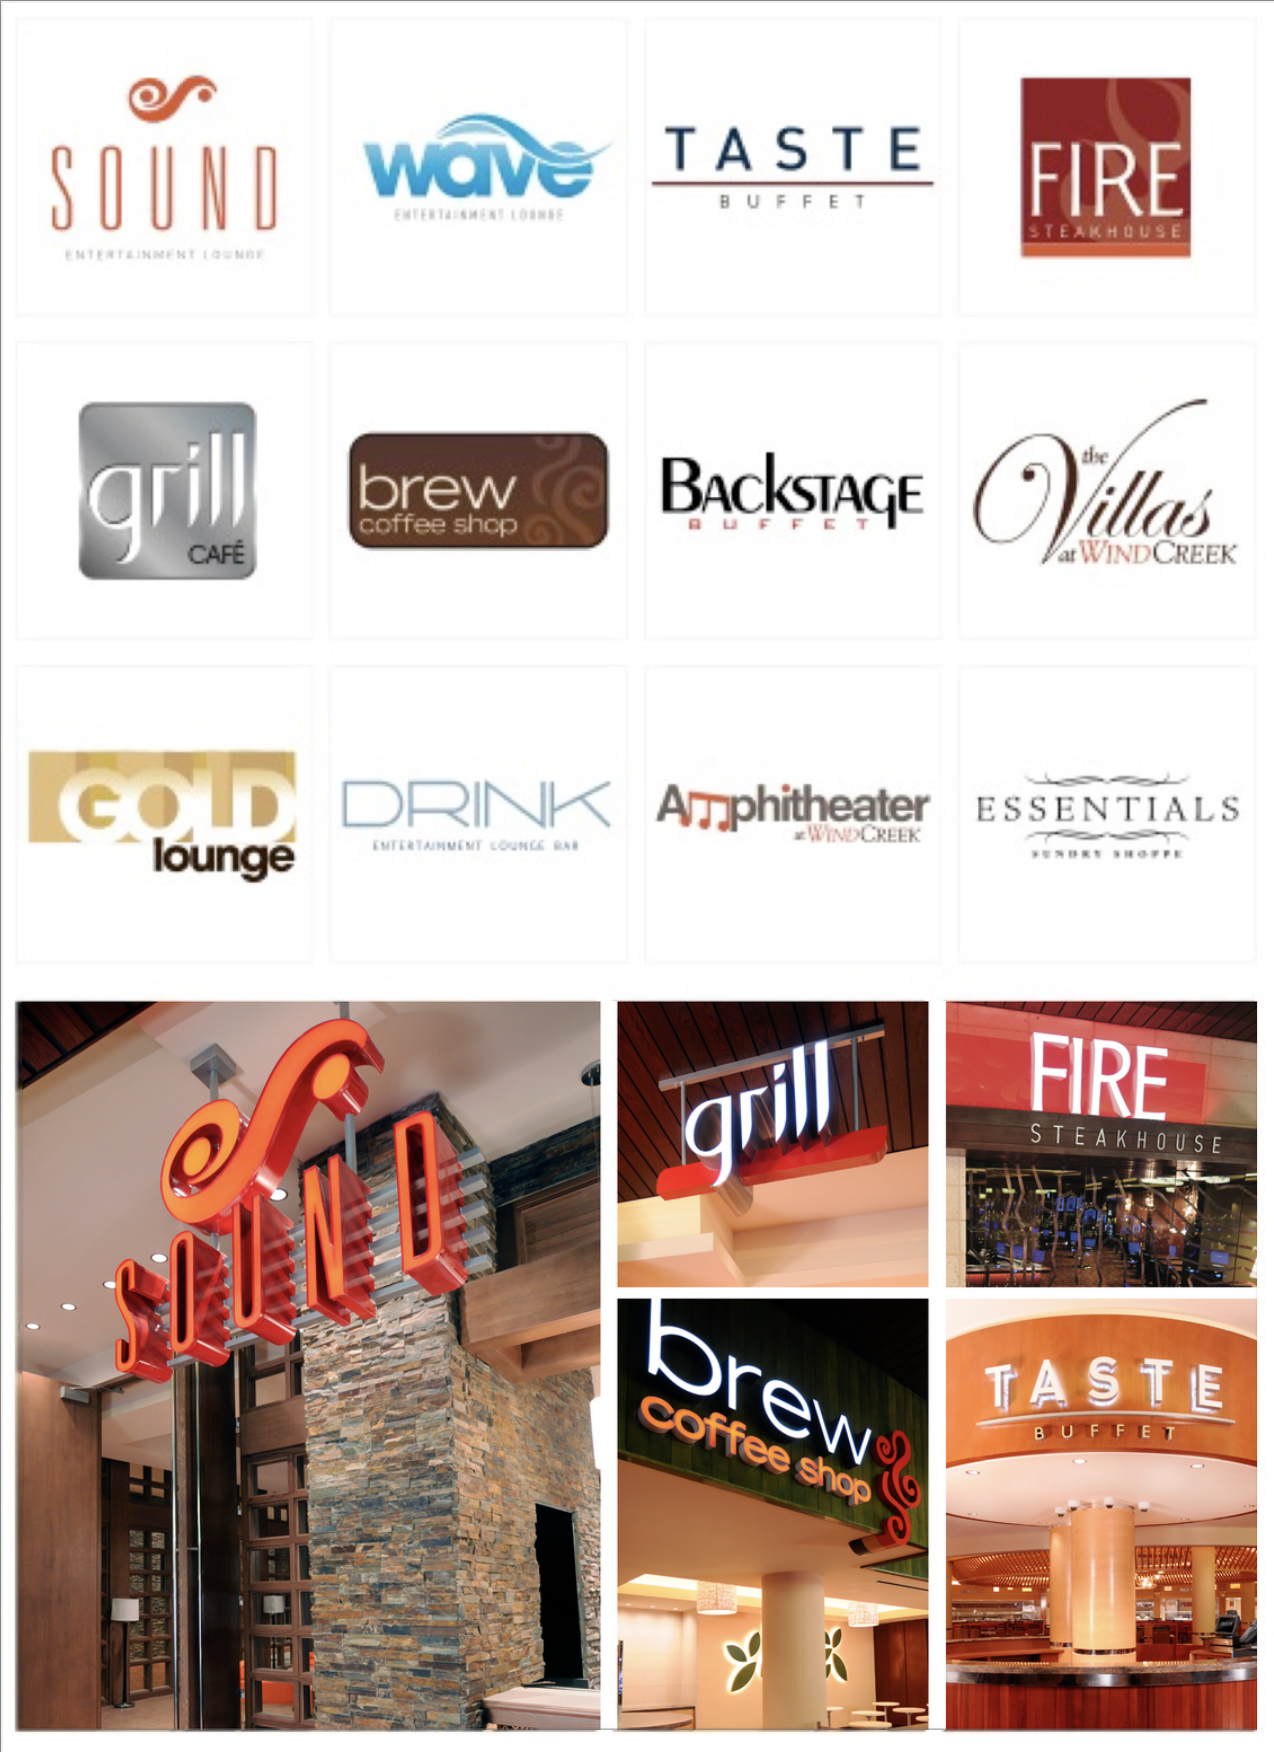 SOUND
ENTERTAINMENT LOUNGE
wave
ENTERTAINMENT LOUNGE
TASTE
BUFFET
FIRE
STEAKHOUSE
grill
CAFÉ
brew
coffee shop
BACKSTAGE
BUFFET
the
Villas
at WINDCREEK
GOLD
lounge
DRINK
ENTERTAINMENT LOUNGE BAR
Amphitheater
at WINDCREEK
ESSENTIALS
SUNDRY SHOPPE
SOUND
grill
FIRE
STEAKHOUSE
brew
coffee shop
TASTE
BUFFET